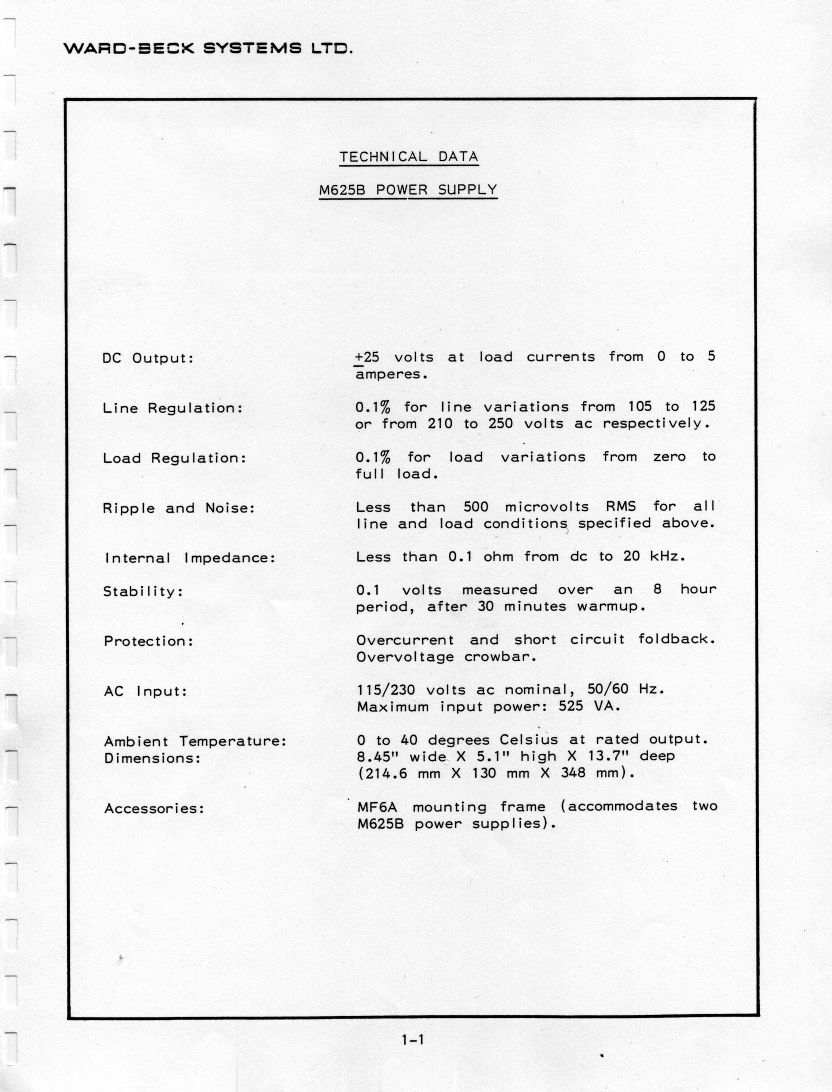 WARD-BECK SYSTEMS LTD.
TECHNICAL DATA
M625B POWER SUPPLY
DC Output: ±25 volts at load currents from 0 to 5
amperes.
Line Regulation: 0.1% for line variations from 105 to 125
or from 210 to 250 volts ac respectively.
Load Regulation: 0.1% for load variations from zero to
full load.
Ripple and Noise: Less than 500 microvolts RMS for all
line and load conditions specified above.
Internal Impedance: Less than 0.1 ohm from dc to 20 kHz.
Stability: 0.1 volts measured over an 8 hour
period, after 30 minutes warmup.
Protection: Overcurrent and short circuit foldback.
Overvoltage crowbar.
AC Input: 115/230 volts ac nominal, 50/60 Hz.
Maximum input power: 525 VA.
Ambient Temperature: 0 to 40 degrees Celsius at rated output.
Dimensions: 8.45" wide X 5.1" high X 13.7" deep
(214.6 mm X 130 mm X 348 mm).
Accessories: MF6A mounting frame (accommodates two
M625B power supplies).
1-1